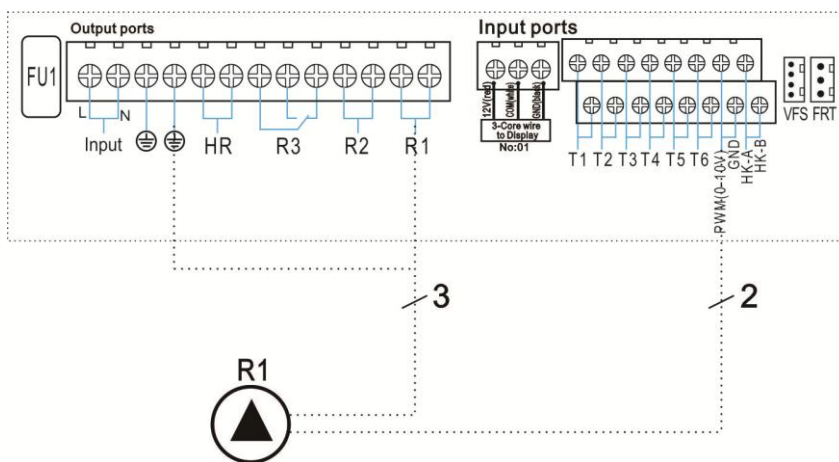 Output ports
Input ports
FU1
L
N
Input
HR
R3
R2
R1
12V(red)
COM(white)
GND(black)
3-Core wire
to Display
No:01
T1
T2
T3
T4
T5
T6
PWM(0-10V)
GND
HK-A
HK-B
VFS
FRT
3
2
R1